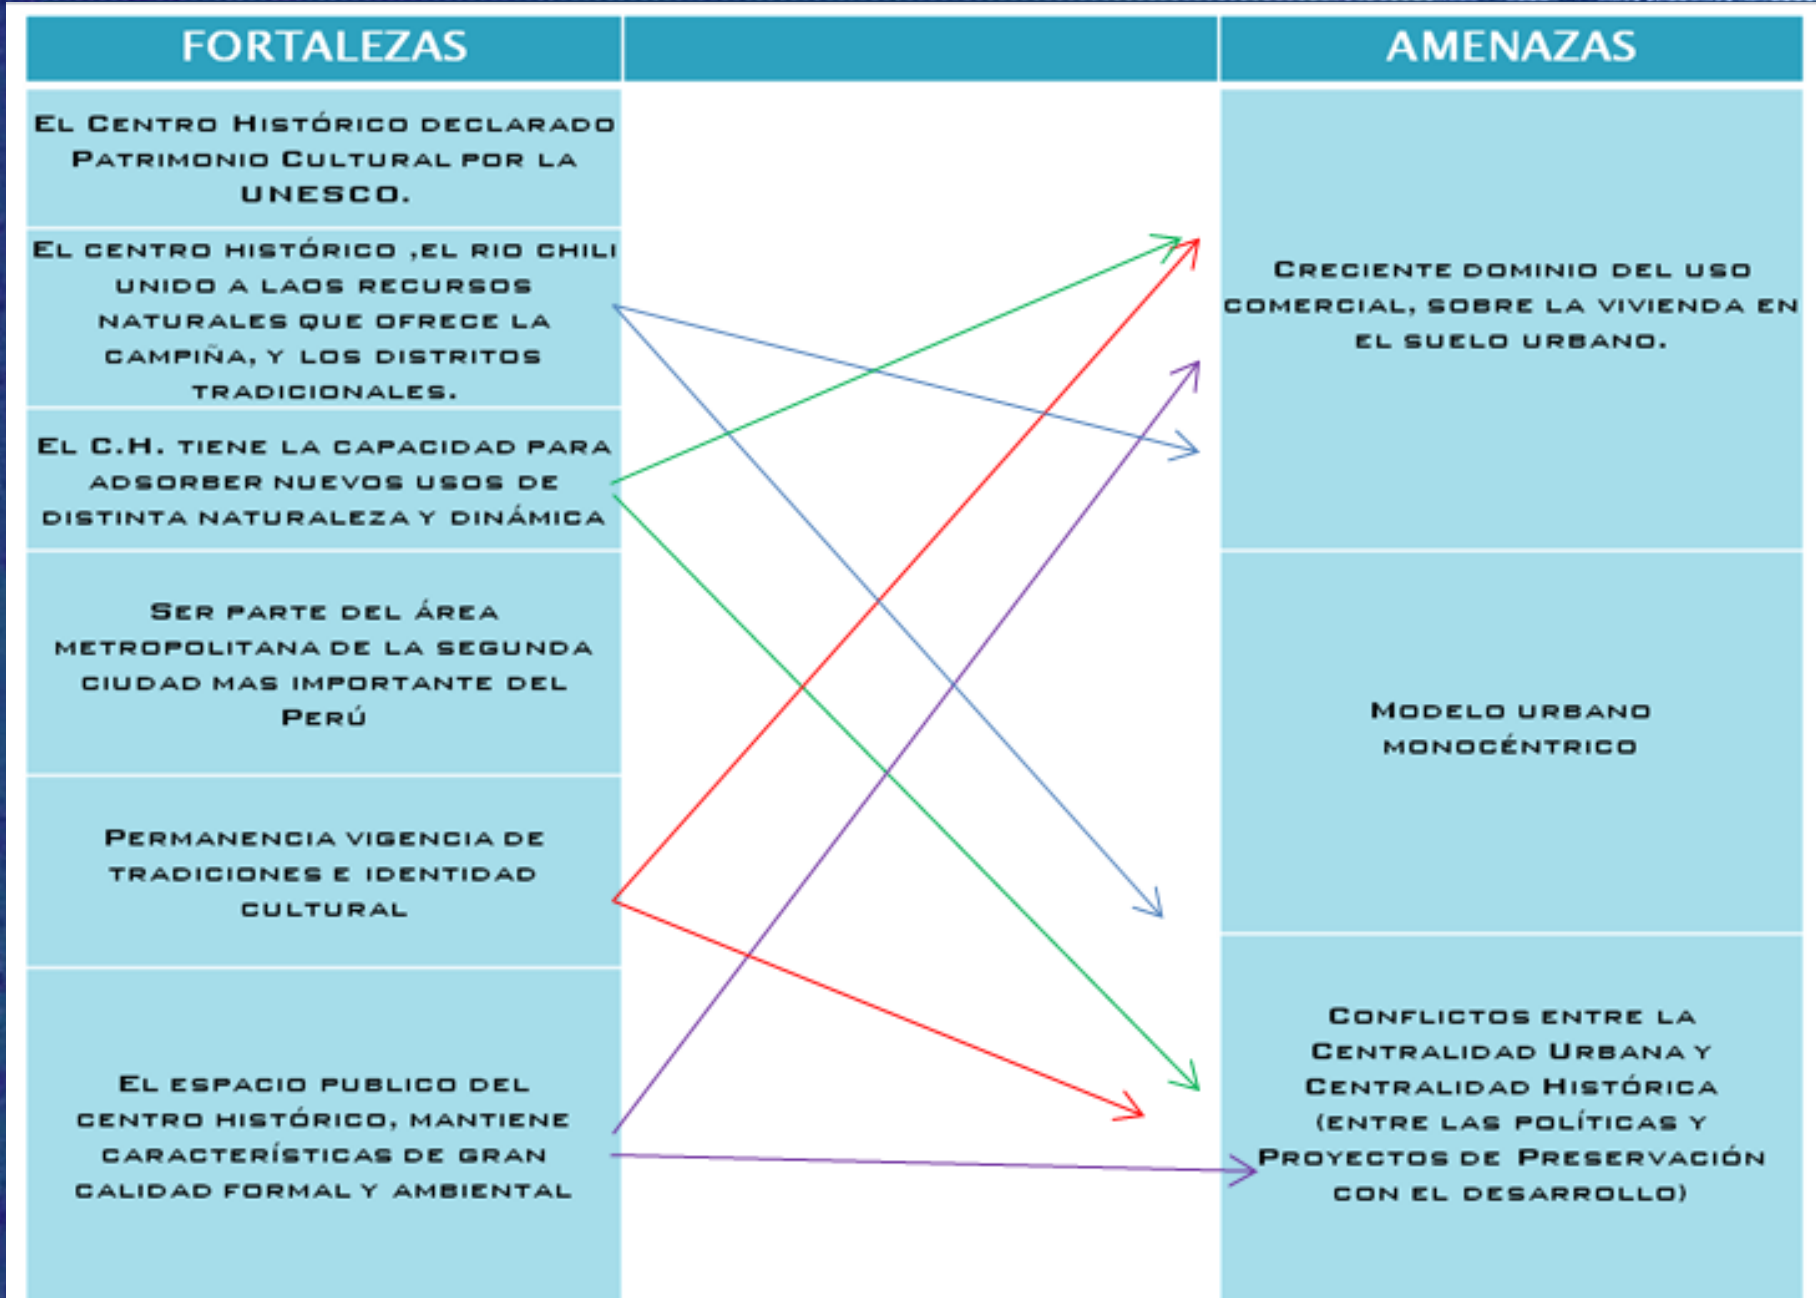 FORTALEZAS
AMENAZAS
El Centro Histórico declarado
Patrimonio Cultural por la
UNESCO.
El centro histórico ,el rio chili
unido a laos recursos
naturales que ofrece la
campiña, y los distritos
tradicionales.
El C.H. tiene la capacidad para
adsorber nuevos usos de
distinta naturaleza y dinámica
Ser parte del área
metropolitana de la segunda
ciudad mas importante del
Perú
Permanencia vigencia de
tradiciones e identidad
cultural
El espacio publico del
centro histórico, mantiene
características de gran
calidad formal y ambiental
Creciente dominio del uso
comercial, sobre la vivienda en
el suelo urbano.
Modelo urbano
monocéntrico
Conflictos entre la
Centralidad Urbana y
Centralidad Histórica
(entre las políticas y
Proyectos de Preservación
con el desarrollo)